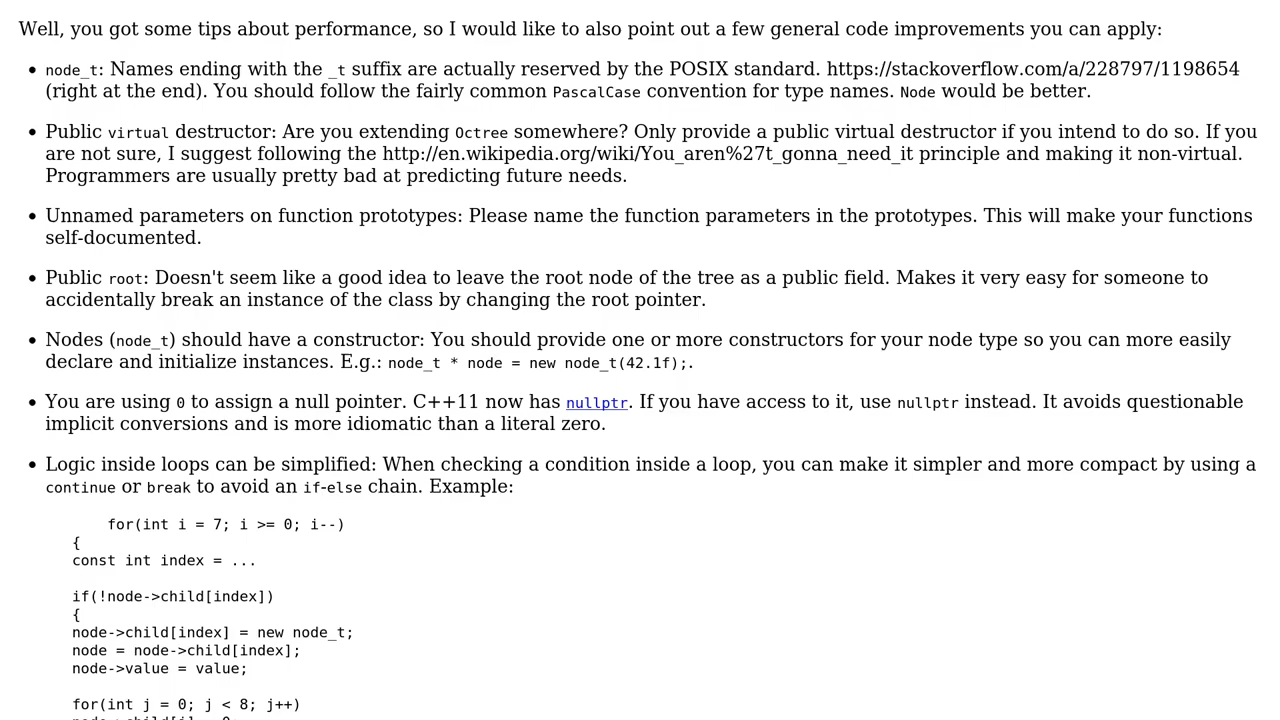 Well, you got some tips about performance, so I would like to also point out a few general code improvements you can apply:
• node_t: Names ending with the _t suffix are actually reserved by the POSIX standard. https://stackoverflow.com/a/228797/1198654
(right at the end). You should follow the fairly common PascalCase convention for type names. Node would be better.
• Public virtual destructor: Are you extending Octree somewhere? Only provide a public virtual destructor if you intend to do so. If you
are not sure, I suggest following the http://en.wikipedia.org/wiki/You_aren%27t_gonna_need_it principle and making it non-virtual.
Programmers are usually pretty bad at predicting future needs.
• Unnamed parameters on function prototypes: Please name the function parameters in the prototypes. This will make your functions
self-documented.
• Public root: Doesn't seem like a good idea to leave the root node of the tree as a public field. Makes it very easy for someone to
accidentally break an instance of the class by changing the root pointer.
• Nodes (node_t) should have a constructor: You should provide one or more constructors for your node type so you can more easily
declare and initialize instances. E.g.: node_t * node = new node_t(42.1f);.
• You are using 0 to assign a null pointer. C++11 now has nullptr. If you have access to it, use nullptr instead. It avoids questionable
implicit conversions and is more idiomatic than a literal zero.
• Logic inside loops can be simplified: When checking a condition inside a loop, you can make it simpler and more compact by using a
continue or break to avoid an if-else chain. Example:
for(int i = 7; i >= 0; i--)
{
const int index = ...
if(!node->child[index])
{
node->child[index] = new node_t;
node = node->child[index];
node->value = value;
for(int j = 0; j < 8; j++)